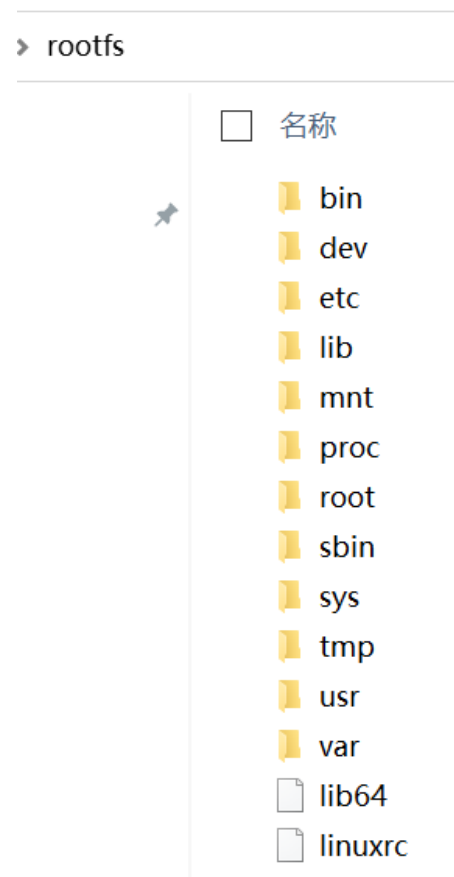 rootfs
名称
bin
dev
etc
lib
mnt
proc
root
sbin
sys
tmp
usr
var
lib64
linuxrc